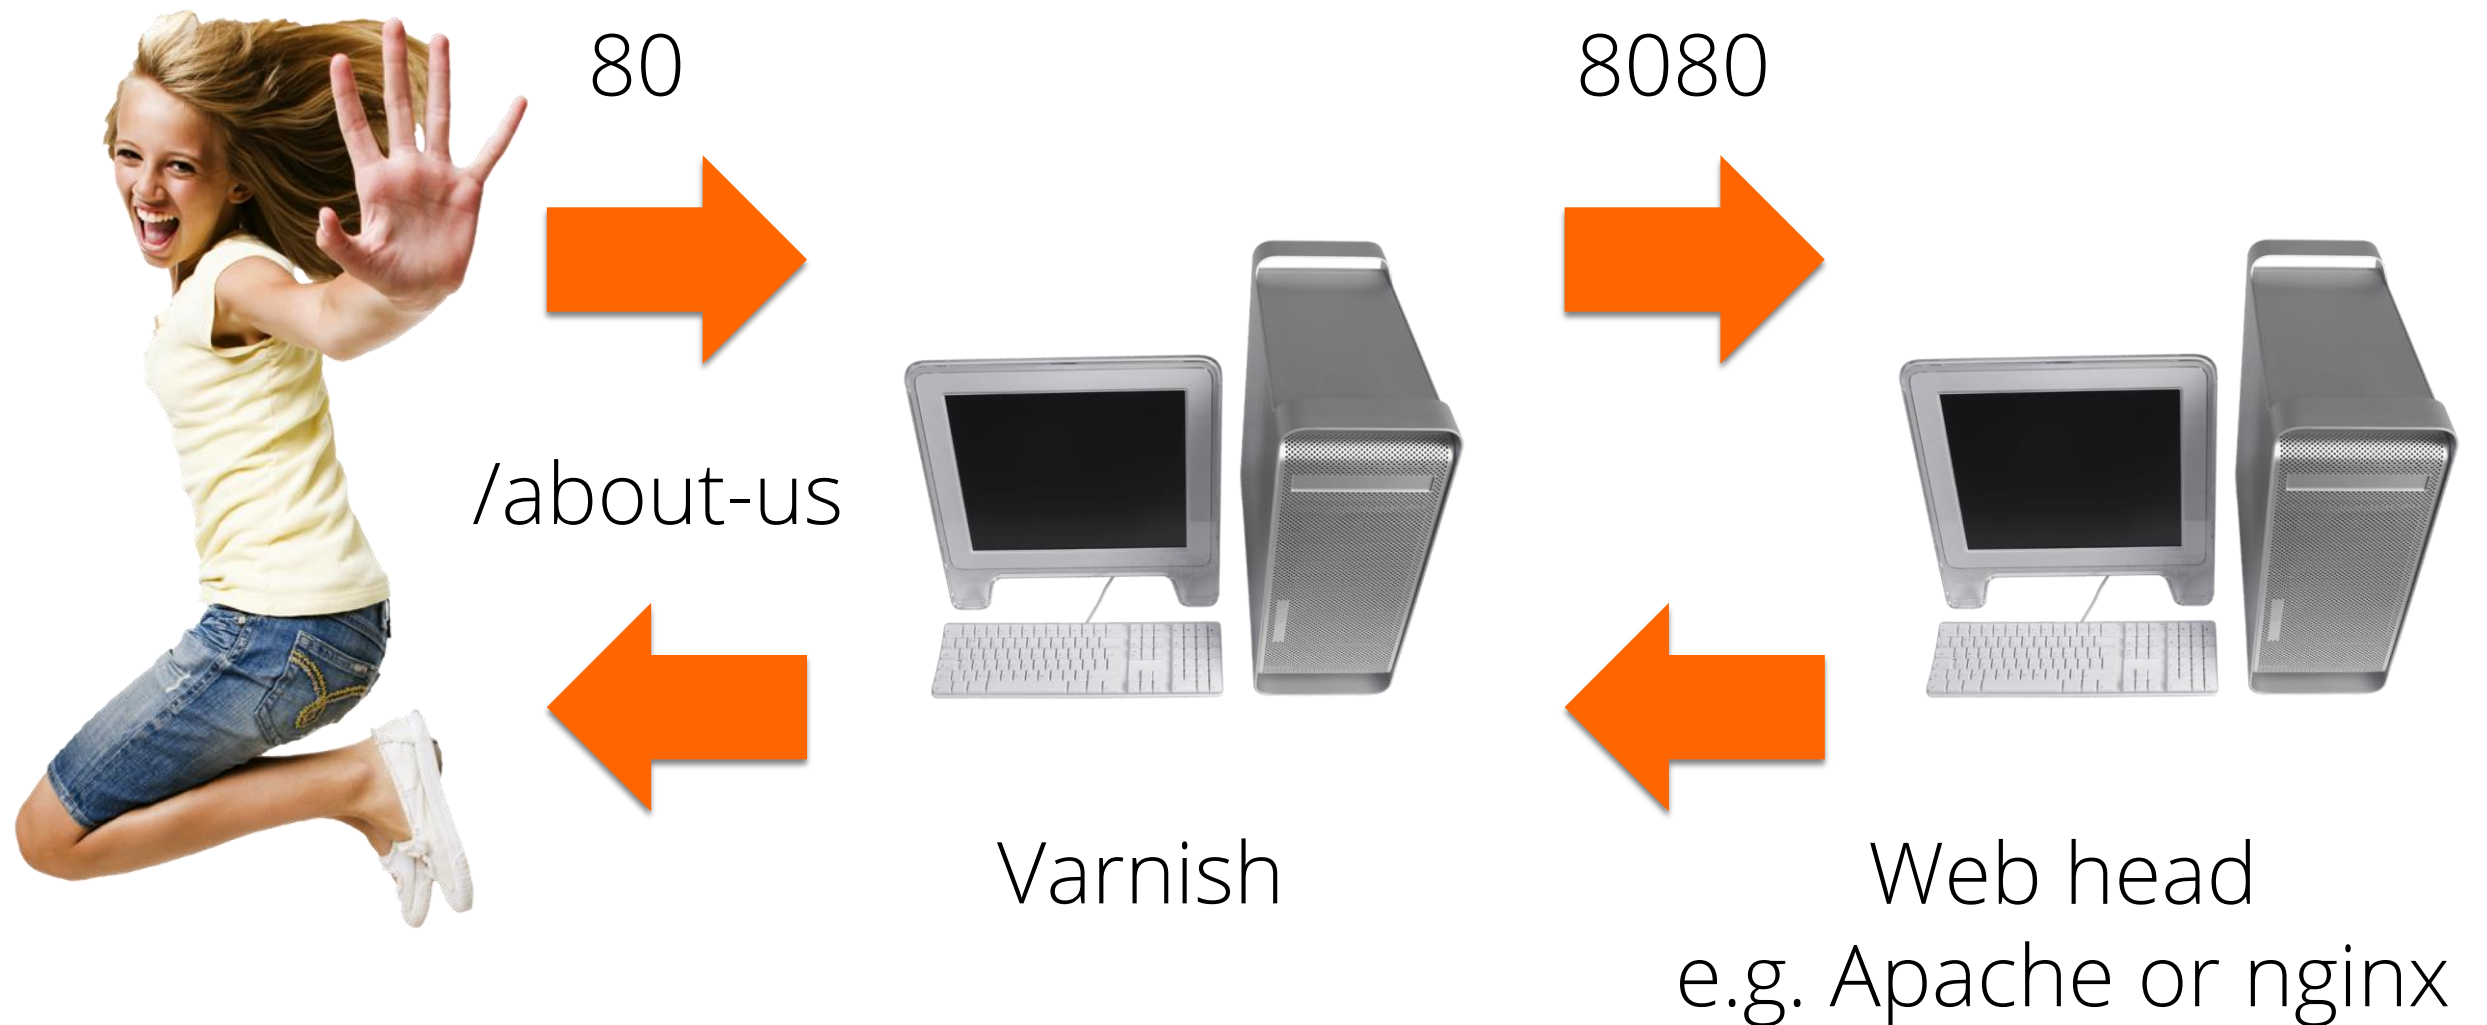 80
8080
/about-us
Varnish
Web head
e.g. Apache or nginx